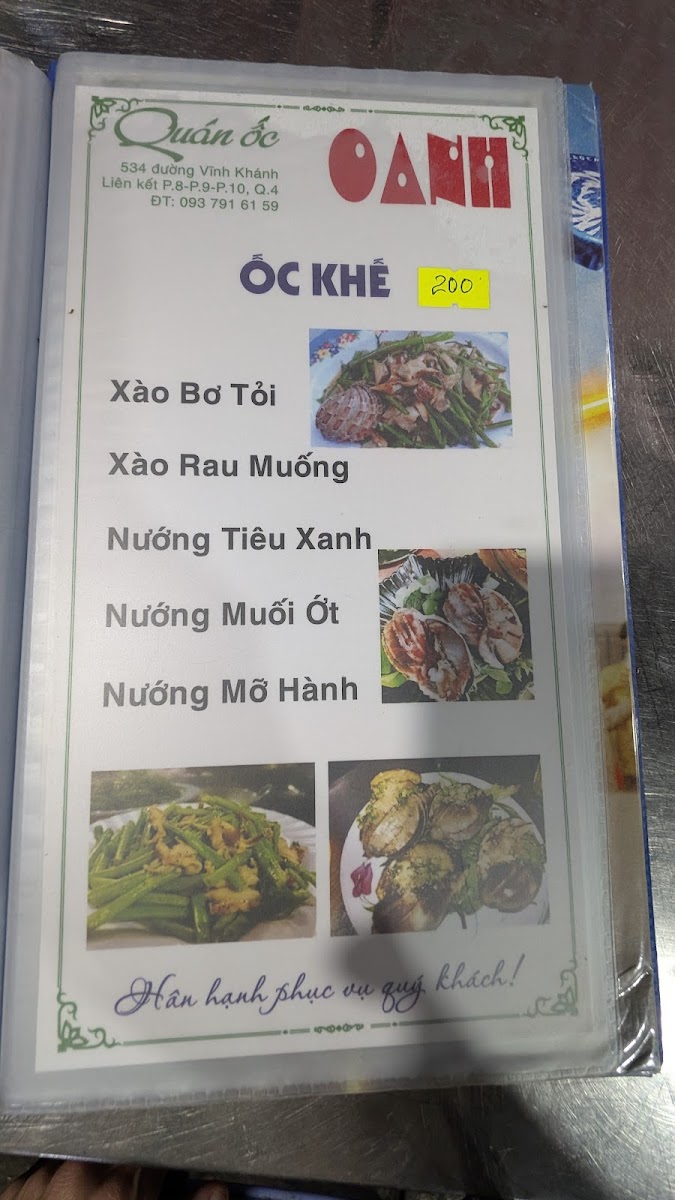 Quán ốc
OANH
534 đường Vĩnh Khánh
Liên kết P.8-P.9-P.10, Q.4
ĐT: 093 791 61 59
ỐC KHẾ
200
Xào Bơ Tỏi
Xào Rau Muống
Nướng Tiêu Xanh
Nướng Muối Ớt
Nướng Mỡ Hành
Hân hạnh phục vụ quý khách!